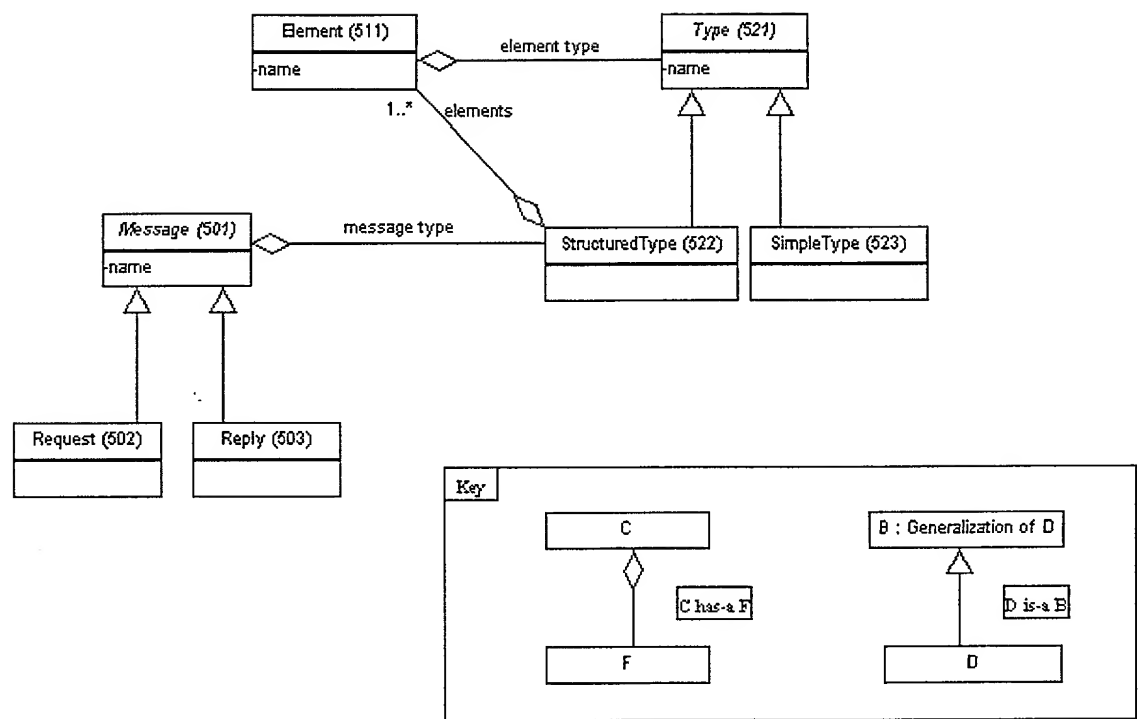 Element (511)
-name
element type
Type (521)
-name
1..*
elements
Message (501)
-name
message type
StructuredType (522)
SimpleType (523)
Request (502)
Reply (503)
Key
C
C has-a F
F
B : Generalization of D
D is-a B
D